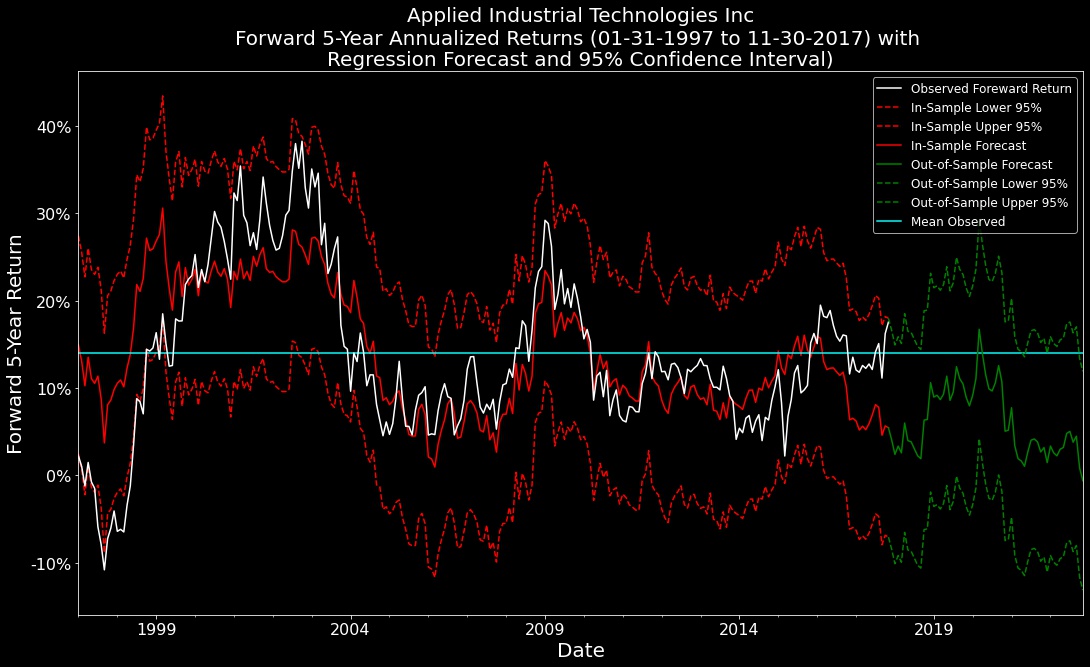 Applied Industrial Technologies Inc
Forward 5-Year Annualized Returns (01-31-1997 to 11-30-2017) with
Regression Forecast and 95% Confidence Interval)
Observed Foreward Return
In-Sample Lower 95%
In-Sample Upper 95%
In-Sample Forecast
Out-of-Sample Forecast
Out-of-Sample Lower 95%
Out-of-Sample Upper 95%
Mean Observed
Forward 5-Year Return
40%
30%
20%
10%
0%
-10%
1999
2004
2009
2014
2019
Date